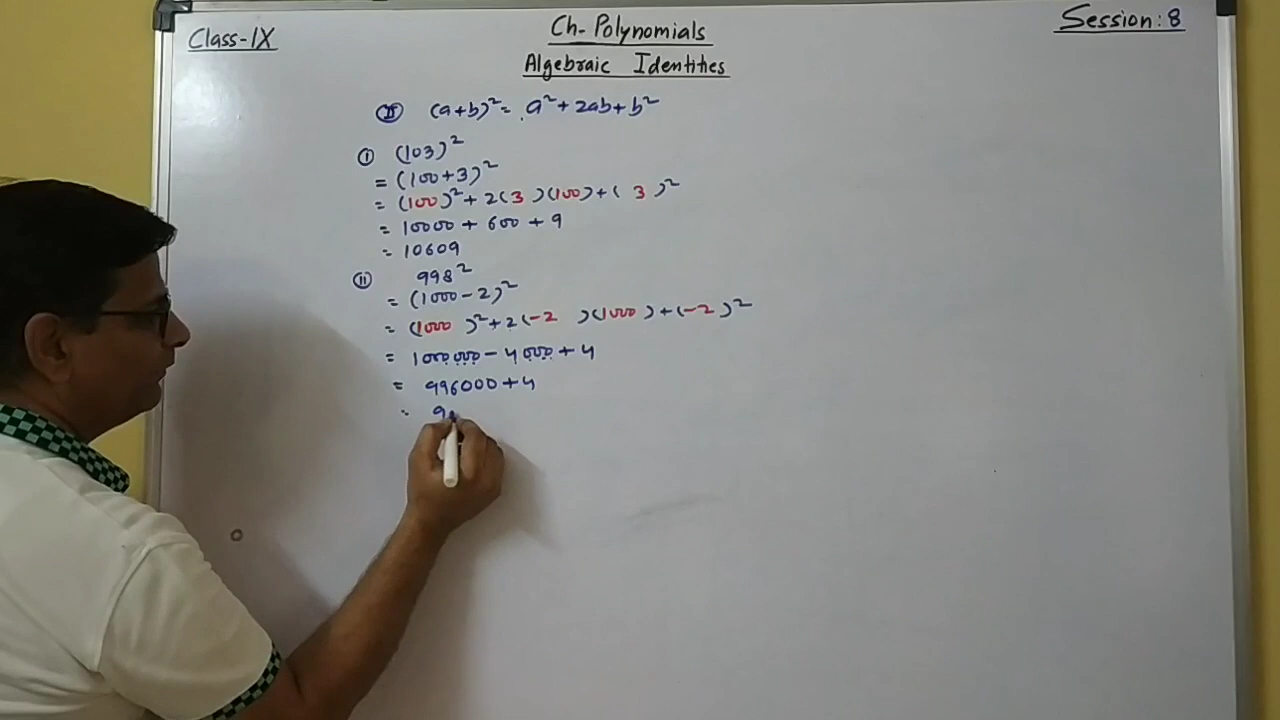 Class-IX
Ch-Polynomials
Session: 8
Algebraic Identities
Ⅱ (a+b)² = a² + 2ab + b²
ⓘ (103)²
= (100+3)²
= (100)² + 2(3)(100) + (3)²
= 10000 + 600 + 9
= 10609
ⓘⓘ 998²
= (1000-2)²
= (1000)² + 2(-2)(1000) + (-2)²
= 1000000 - 4000 + 4
= 996000 + 4
= 9